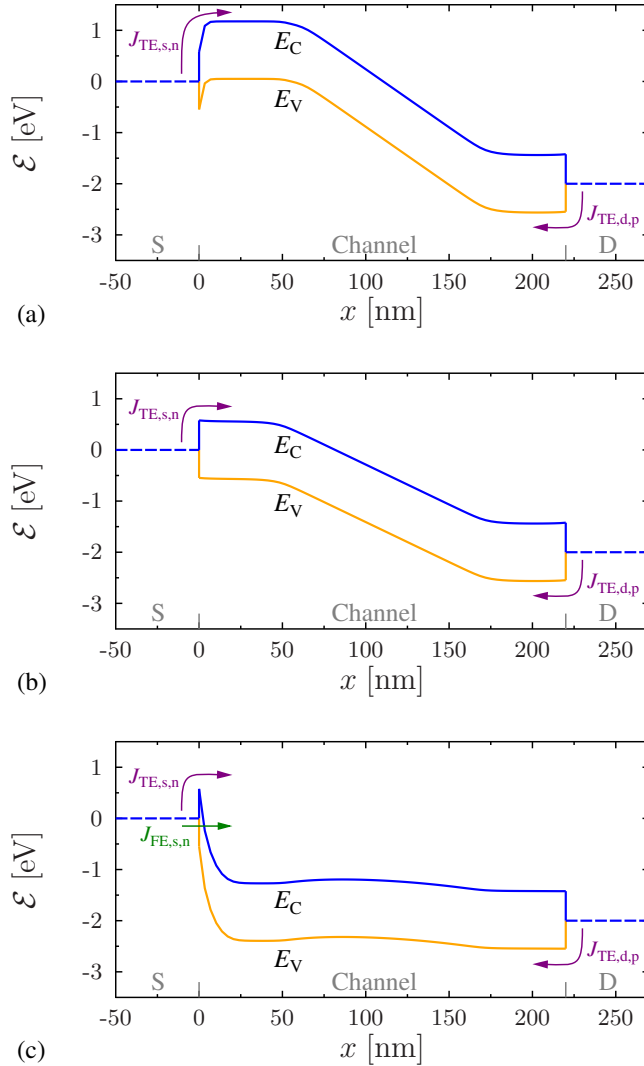 1
0
-1
-2
-3
ℰ [eV]
J_TE,s,n
E_C
E_V
J_TE,d,p
S
Channel
D
-50
0
50
100
150
200
250
x [nm]
(a)
1
0
-1
-2
-3
ℰ [eV]
J_TE,s,n
E_C
E_V
J_TE,d,p
S
Channel
D
-50
0
50
100
150
200
250
x [nm]
(b)
1
0
-1
-2
-3
ℰ [eV]
J_TE,s,n
J_FE,s,n
E_C
E_V
J_TE,d,p
S
Channel
D
-50
0
50
100
150
200
250
x [nm]
(c)